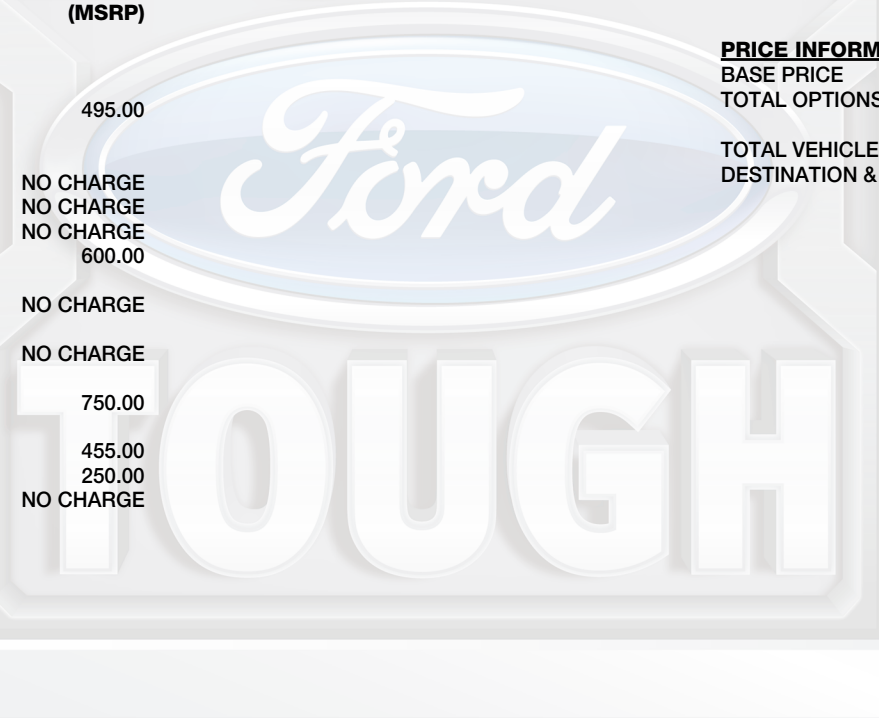 (MSRP)
495.00
NO CHARGE
NO CHARGE
NO CHARGE
600.00
NO CHARGE
NO CHARGE
750.00
455.00
250.00
NO CHARGE
PRICE INFORM
BASE PRICE
TOTAL OPTIONS
TOTAL VEHICLE
DESTINATION &
Ford
TOUGH